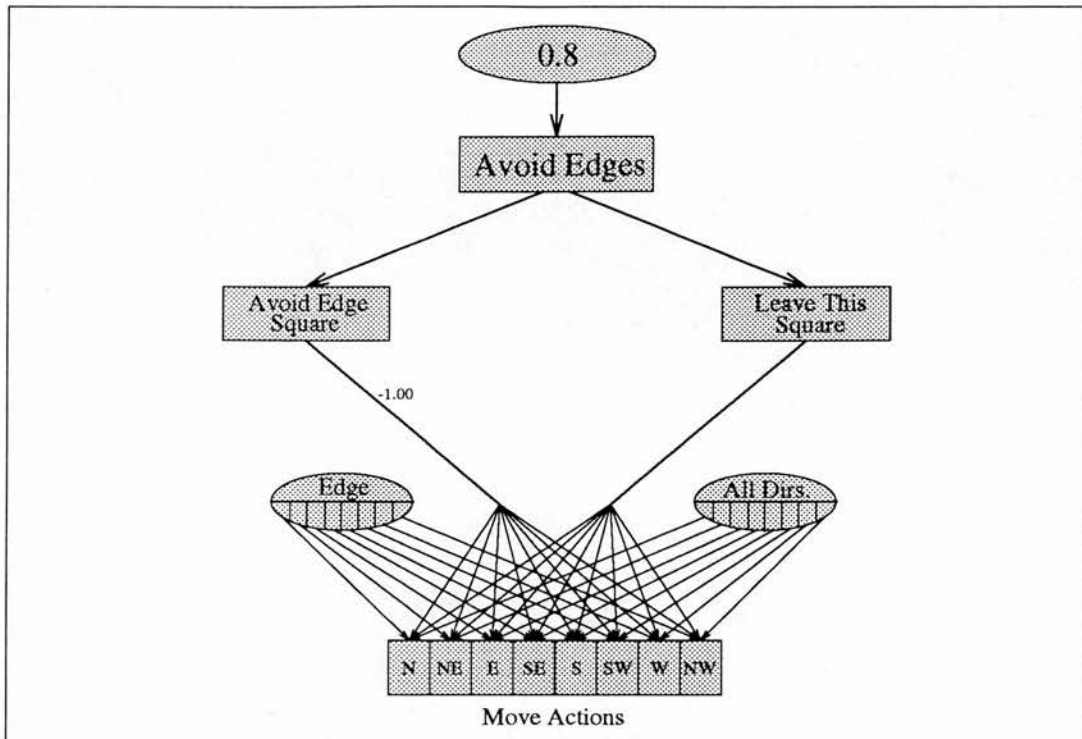 0.8
Avoid Edges
Avoid Edge
Square
Leave This
Square
-1.00
Edge
All Dirs.
N NE E SE S SW W NW
Move Actions